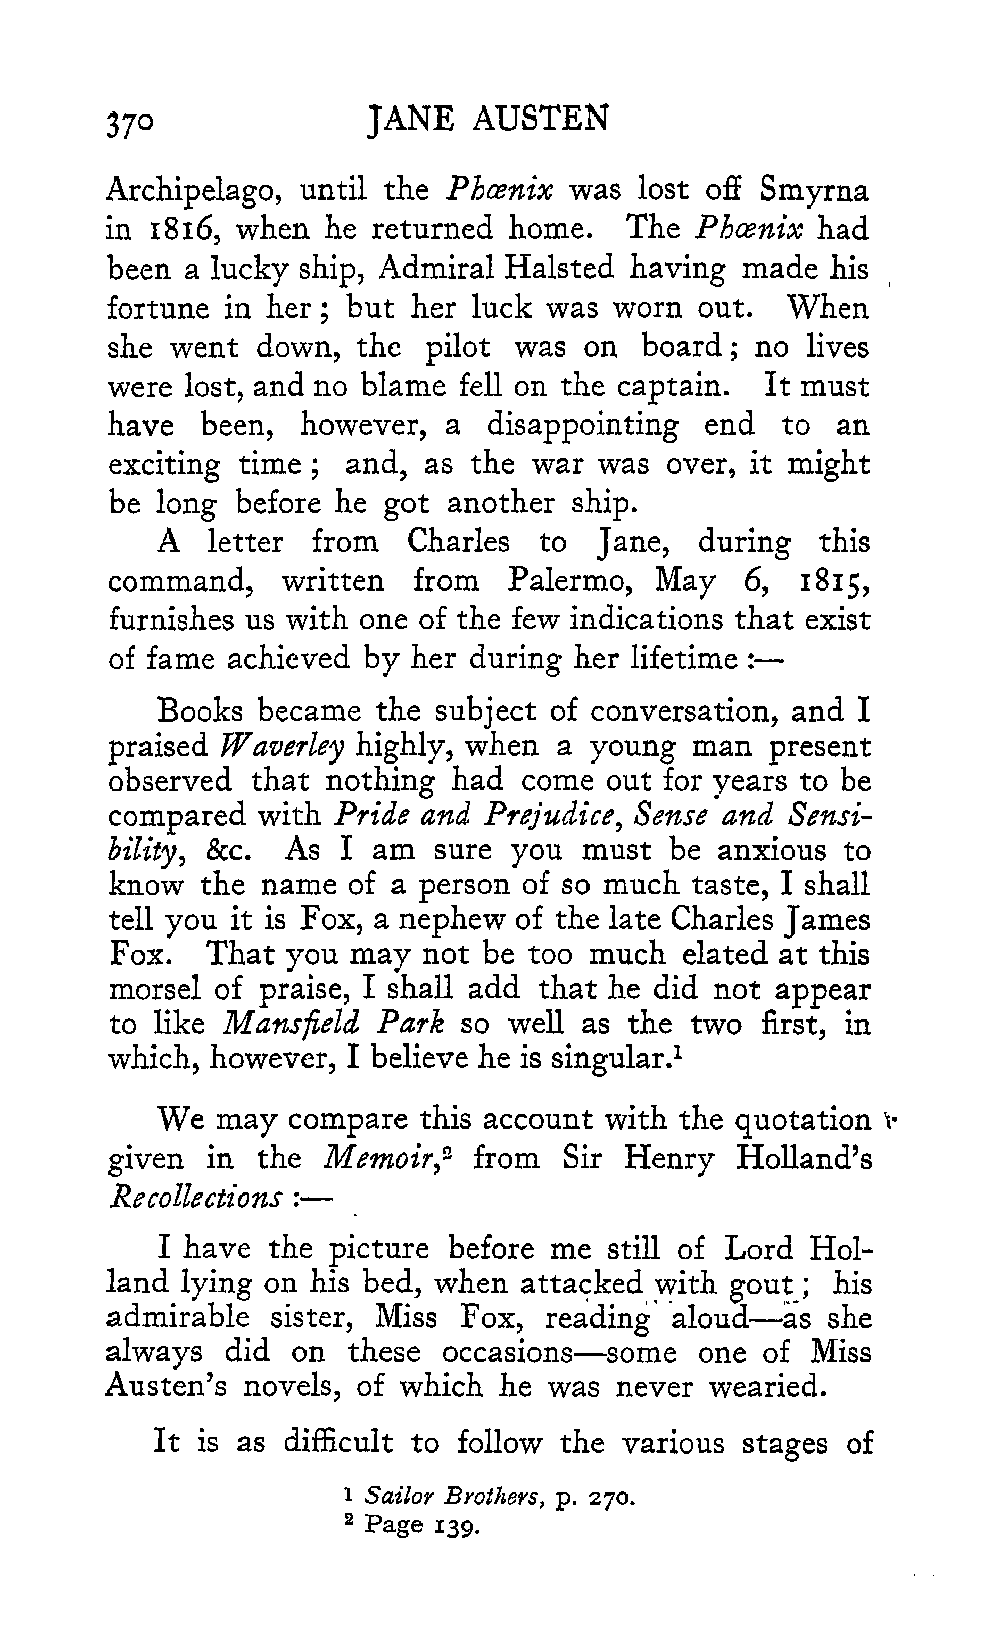 370 JANE AUSTEN
Archipelago, until the Phœnix was lost off Smyrna
in 1816, when he returned home. The Phœnix had
been a lucky ship, Admiral Halsted having made his
fortune in her ; but her luck was worn out. When
she went down, the pilot was on board ; no lives
were lost, and no blame fell on the captain. It must
have been, however, a disappointing end to an
exciting time ; and, as the war was over, it might
be long before he got another ship.
A letter from Charles to Jane, during this
command, written from Palermo, May 6, 1815,
furnishes us with one of the few indications that exist
of fame achieved by her during her lifetime :—
Books became the subject of conversation, and I
praised Waverley highly, when a young man present
observed that nothing had come out for years to be
compared with Pride and Prejudice, Sense and Sensi-
bility, &c. As I am sure you must be anxious to
know the name of a person of so much taste, I shall
tell you it is Fox, a nephew of the late Charles James
Fox. That you may not be too much elated at this
morsel of praise, I shall add that he did not appear
to like Mansfield Park so well as the two first, in
which, however, I believe he is singular.¹
We may compare this account with the quotation
given in the Memoir,² from Sir Henry Holland's
Recollections :—
I have the picture before me still of Lord Hol-
land lying on his bed, when attacked with gout ; his
admirable sister, Miss Fox, reading aloud—as she
always did on these occasions—some one of Miss
Austen's novels, of which he was never wearied.
It is as difficult to follow the various stages of
¹ Sailor Brothers, p. 270.
² Page 139.